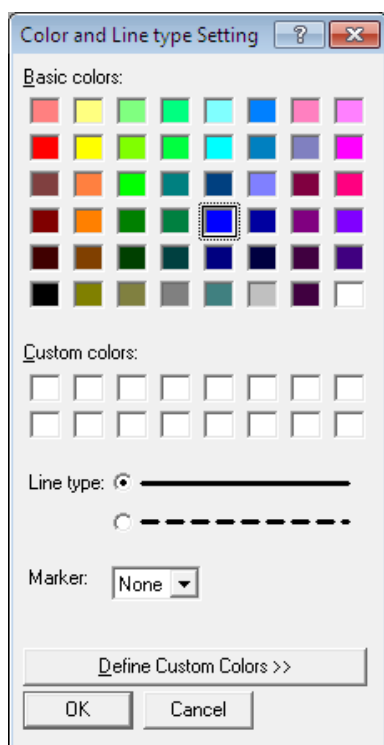 Color and Line type Setting
Basic colors:
Custom colors:
Line type:
Marker: None
Define Custom Colors >>
OK Cancel